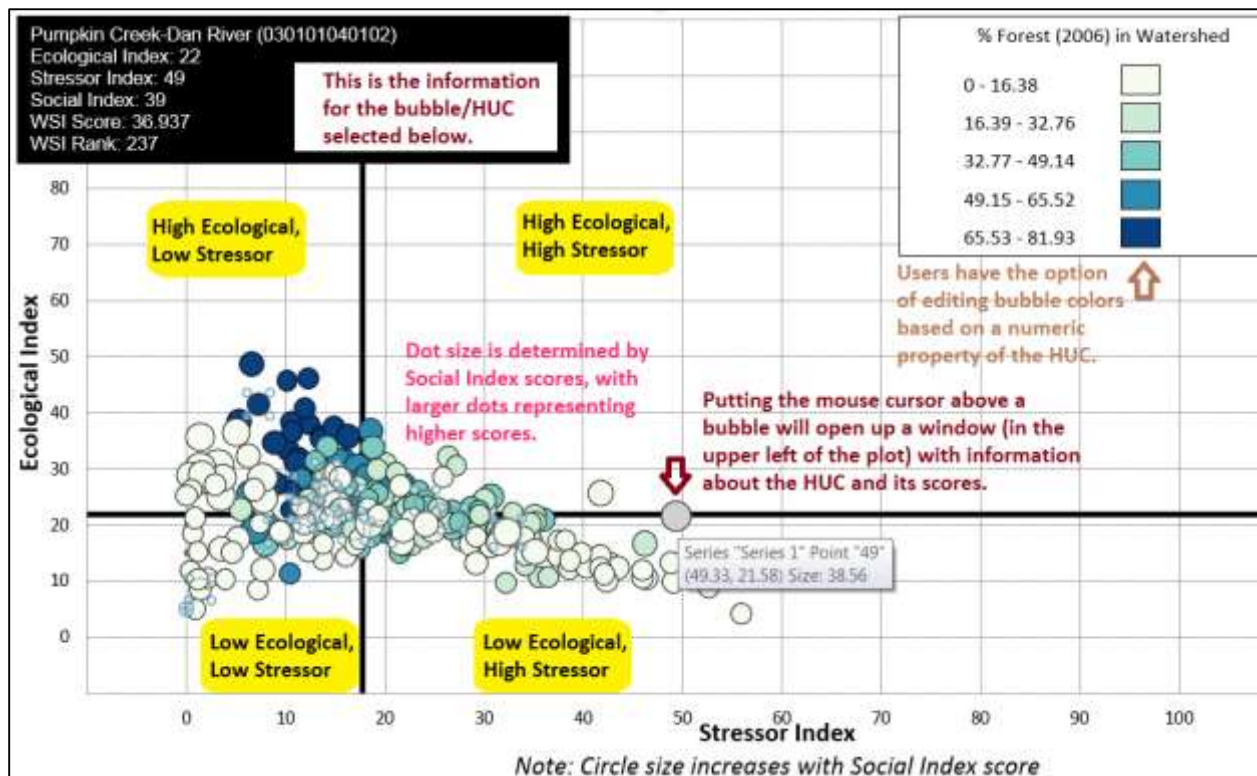 Pumpkin Creek-Dan River (030101040102)
Ecological Index: 22
Stressor Index: 49
Social Index: 39
WSI Score: 36.937
WSI Rank: 237
This is the information
for the bubble/HUC
selected below.
% Forest (2006) in Watershed
0 - 16.38
16.39 - 32.76
32.77 - 49.14
49.15 - 65.52
65.53 - 81.93
Users have the option
of editing bubble colors
based on a numeric
property of the HUC.
High Ecological,
Low Stressor
High Ecological,
High Stressor
Dot size is determined by
Social Index scores, with
larger dots representing
higher scores.
Putting the mouse cursor above a
bubble will open up a window (in the
upper left of the plot) with information
about the HUC and its scores.
Series "Series 1" Point "49"
(49.33, 21.58) Size: 38.56
Low Ecological,
Low Stressor
Low Ecological,
High Stressor
Ecological Index
80
70
60
50
40
30
20
10
0
0 10 20 30 40 50 60 70 80 90 100
Stressor Index
Note: Circle size increases with Social Index score